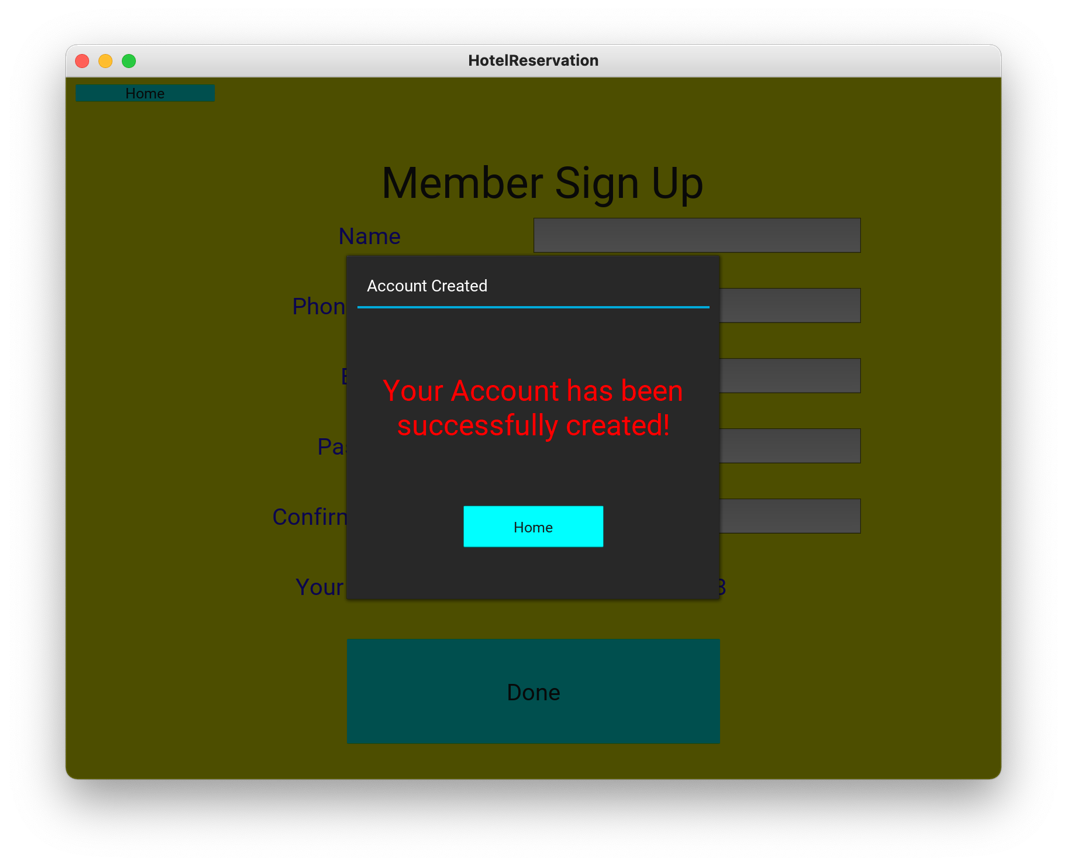 HotelReservation
Home
Member Sign Up
Name
Phon
Account Created
Your Account has been
successfully created!
Pa
Confirm
Home
Your
Done